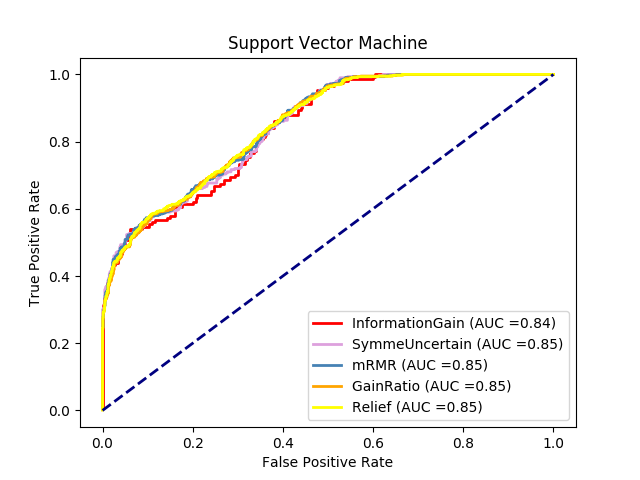 Support Vector Machine
True Positive Rate
1.0
0.8
0.6
0.4
0.2
0.0
InformationGain (AUC =0.84)
SymmeUncertain (AUC =0.85)
mRMR (AUC =0.85)
GainRatio (AUC =0.85)
Relief (AUC =0.85)
0.0 0.2 0.4 0.6 0.8 1.0
False Positive Rate